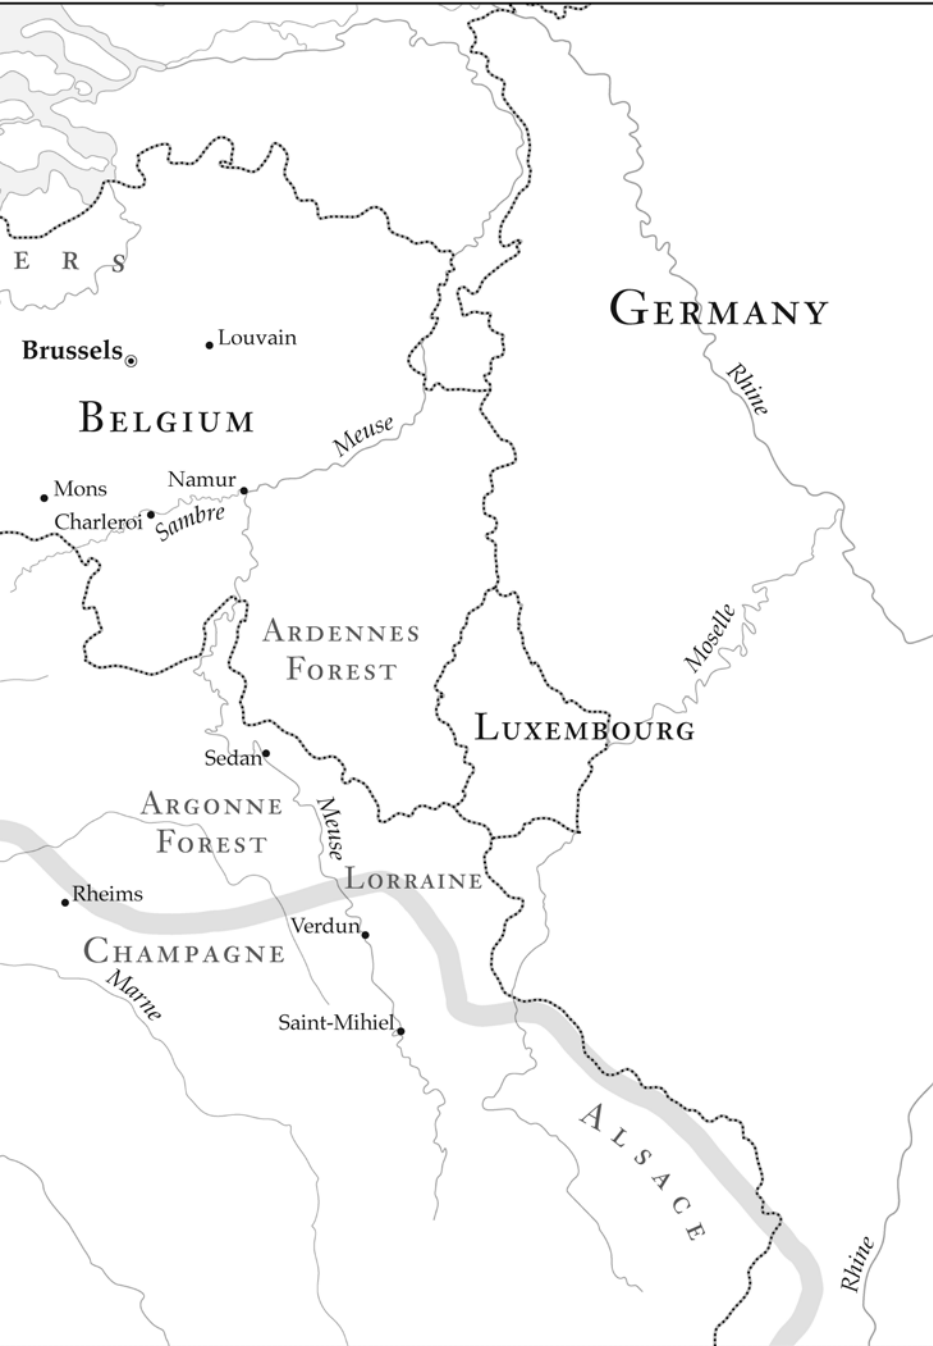 E R S
GERMANY
Louvain
Brussels
Rhine
BELGIUM
Meuse
Namur
Mons
Charleroi
Sambre
ARDENNES
FOREST
Moselle
LUXEMBOURG
Sedan
ARGONNE
FOREST
Meuse
LORRAINE
Rheims
Verdun
CHAMPAGNE
Marne
Saint-Mihiel
ALSACE
Rhine